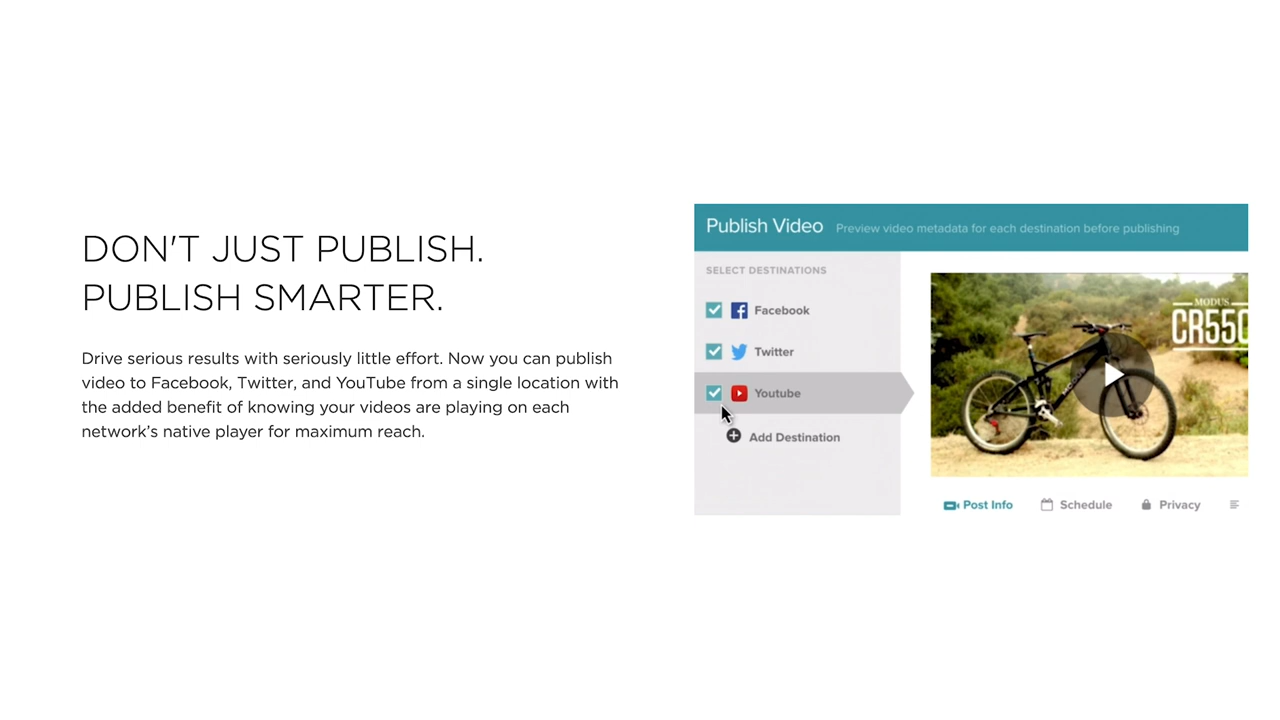 DON'T JUST PUBLISH.
PUBLISH SMARTER.
Drive serious results with seriously little effort. Now you can publish
video to Facebook, Twitter, and YouTube from a single location with
the added benefit of knowing your videos are playing on each
network’s native player for maximum reach.
Publish Video Preview video metadata for each destination before publishing
SELECT DESTINATIONS
Facebook
Twitter
Youtube
Add Destination
MODUS
CR550
Post Info Schedule Privacy